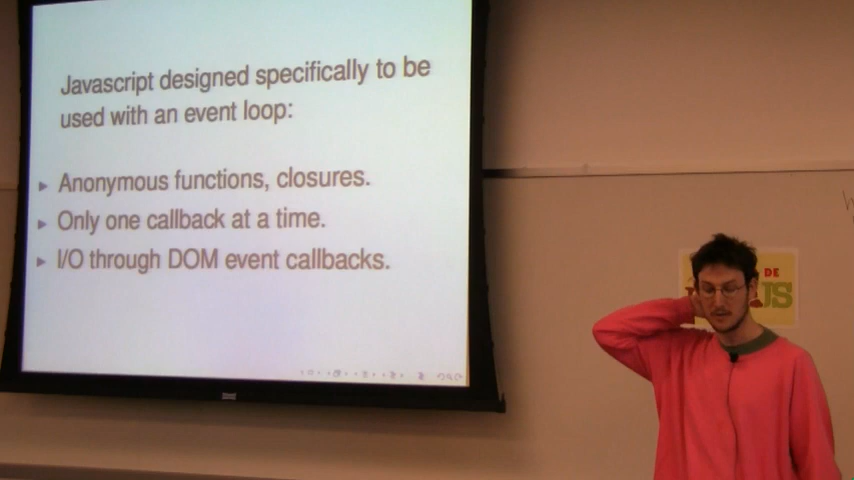 Javascript designed specifically to be
used with an event loop:
Anonymous functions, closures.
Only one callback at a time.
I/O through DOM event callbacks.
DE
JS